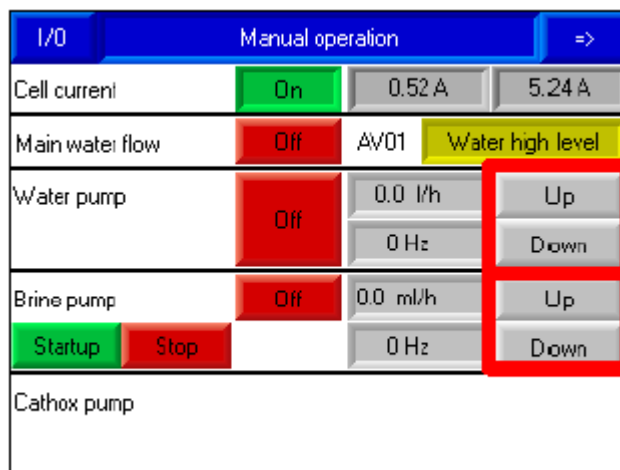 I/O Manual operation =>
Cell current On 0.52 A 5.24 A
Main water flow Off AV01 Water high level
Water pump Off 0.0 l/h Up
0 Hz Down
Brine pump Off 0.0 ml/h Up
Startup Stop 0 Hz Down
Cathox pump